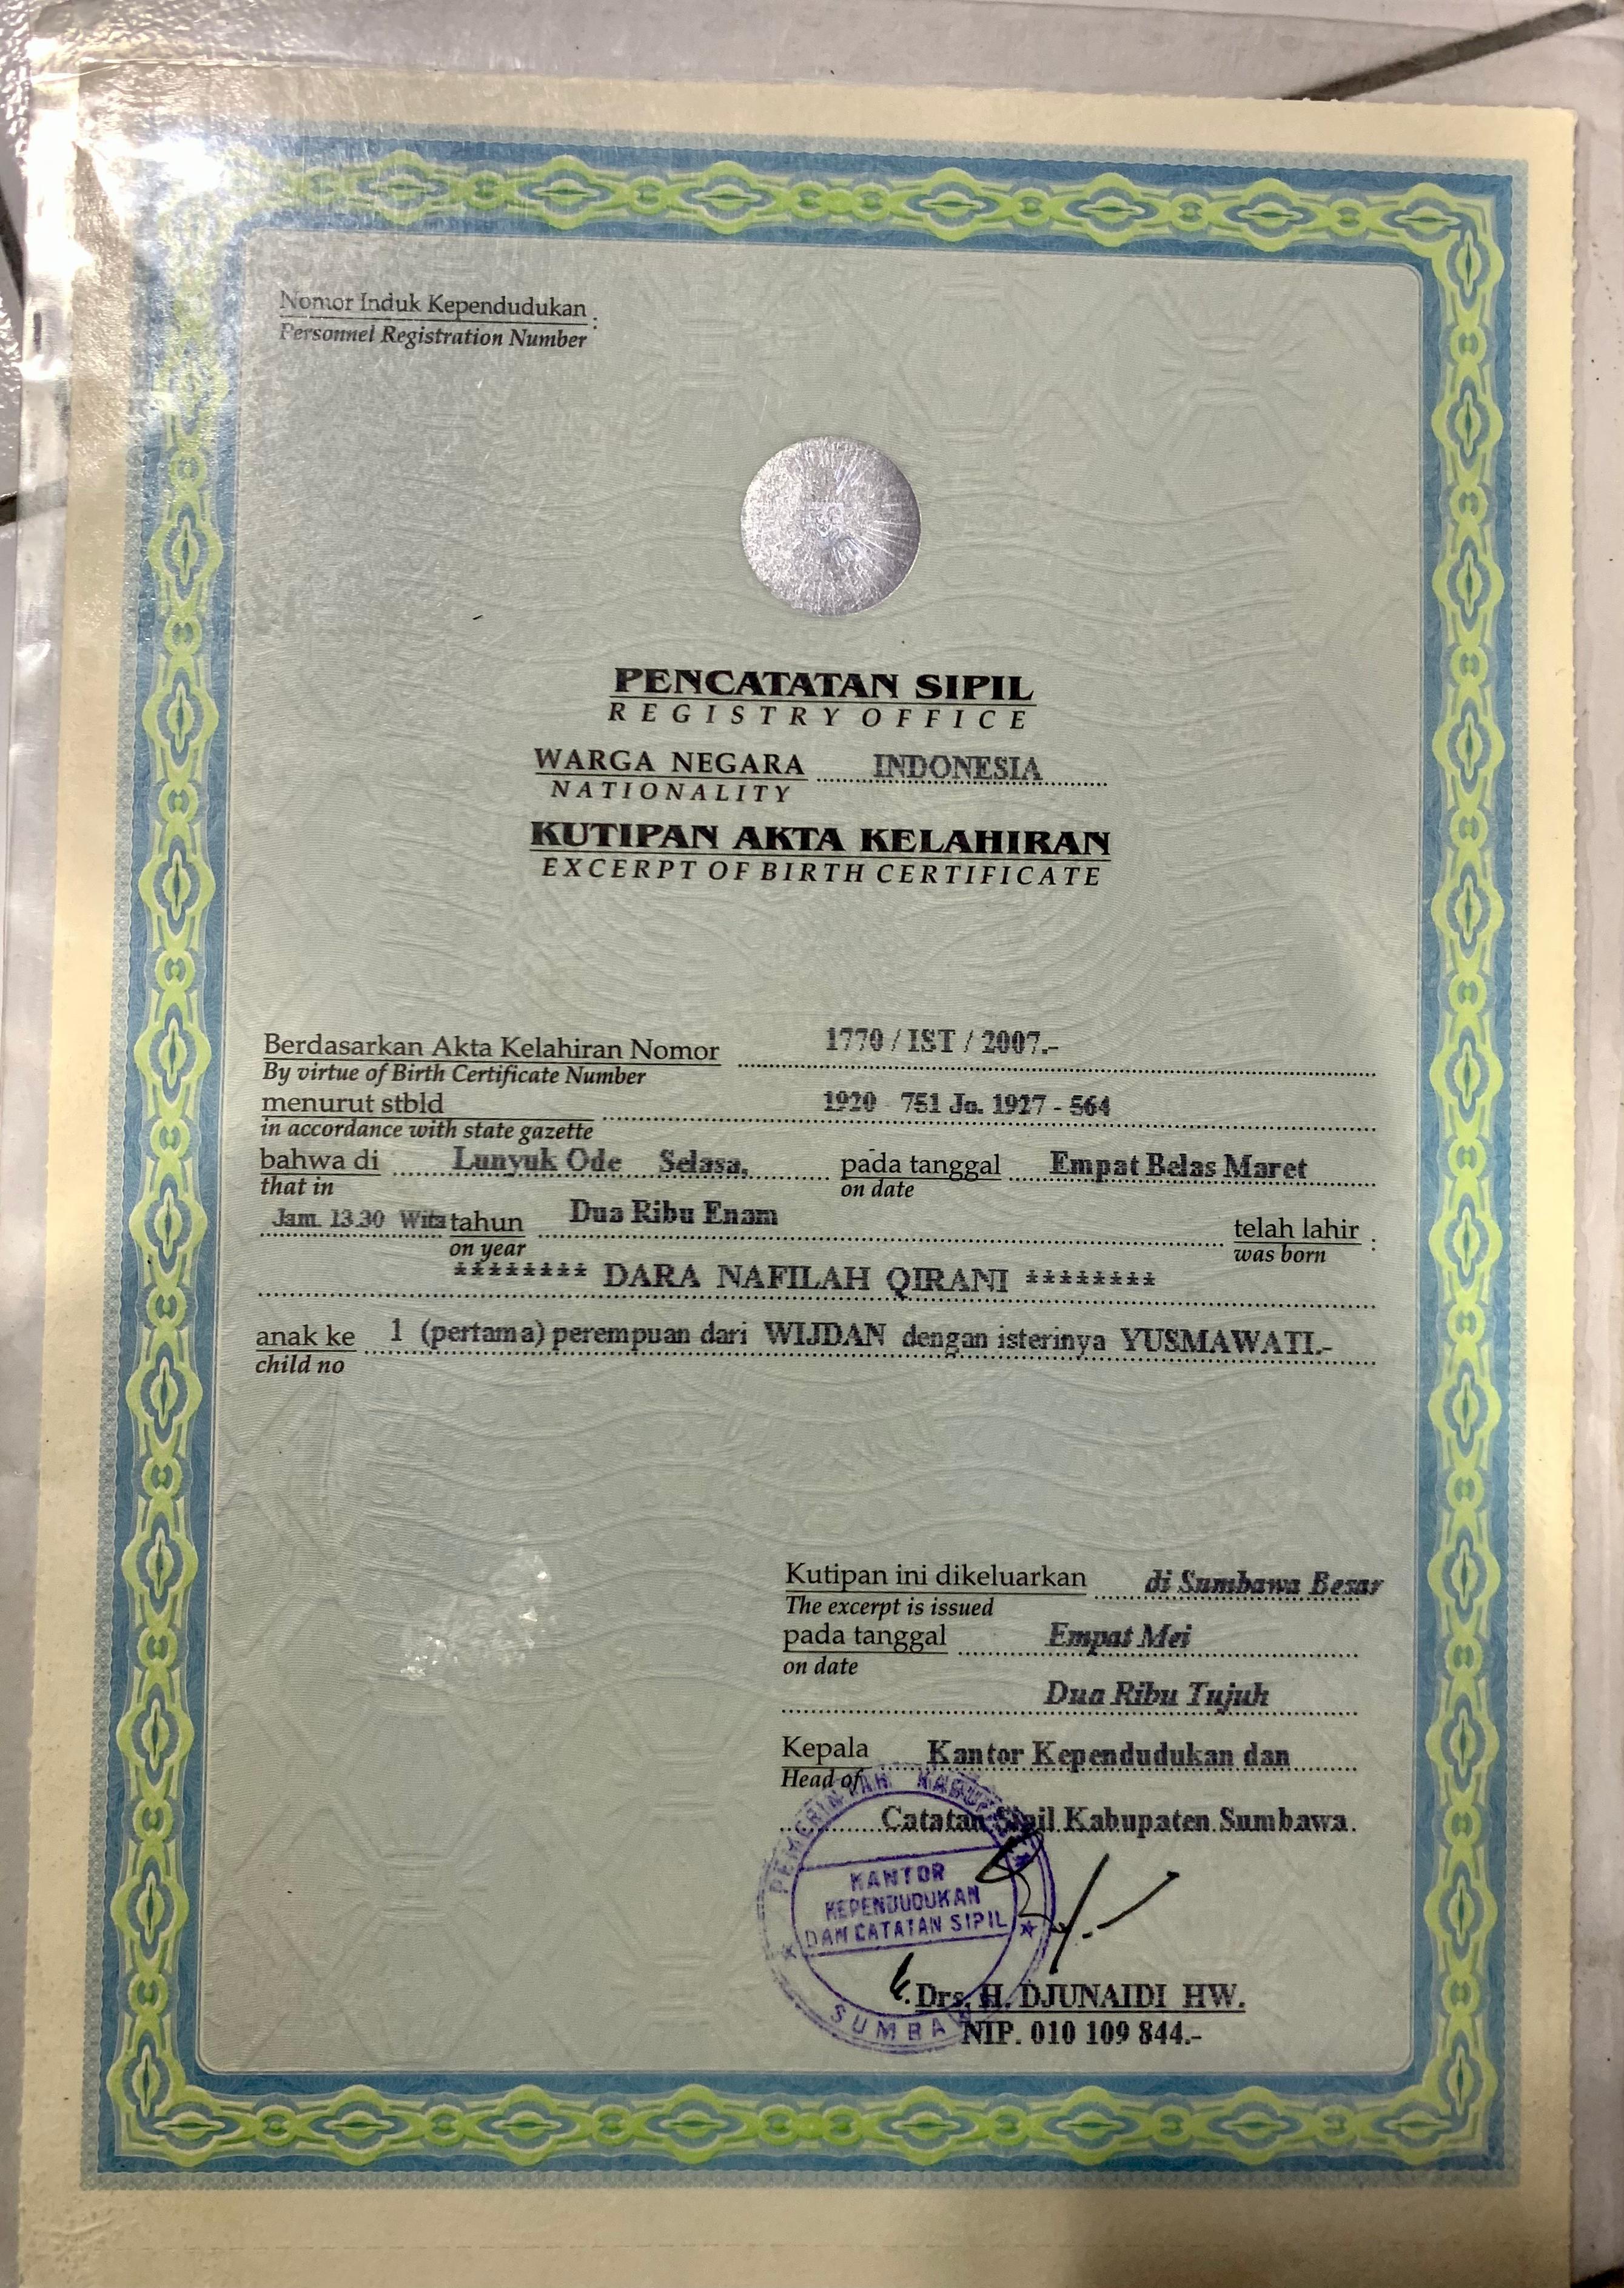 Nomor Induk Kependudukan :
Personnel Registration Number
PENCATATAN SIPIL
REGISTRY OFFICE
WARGA NEGARA INDONESIA
NATIONALITY
KUTIPAN AKTA KELAHIRAN
EXCERPT OF BIRTH CERTIFICATE
Berdasarkan Akta Kelahiran Nomor 1770 / IST / 2007.-
By virtue of Birth Certificate Number
menurut stbld 1920 - 751 Jo. 1927 - 564
in accordance with state gazette
bahwa di Lunyuk Ode Selasa, pada tanggal Empat Belas Maret
that in on date
Jam. 13.30 Wita tahun Dua Ribu Enam telah lahir :
on year was born
******** DARA NAFILAH QIRANI ********
anak ke 1 (pertama) perempuan dari WIJDAN dengan isterinya YUSMAWATI.-
child no
Kutipan ini dikeluarkan di Sumbawa Besar
The excerpt is issued
pada tanggal Empat Mei
on date
Dua Ribu Tujuh
Kepala Kantor Kependudukan dan
Head of
Catatan Sipil Kabupaten Sumbawa.
PEMERINTAH KABUPATEN
KANTOR
KEPENDUDUKAN
DAN CATATAN SIPIL
SUMBAWA
Drs. H. DJUNAIDI HW.
NIP. 010 109 844.-